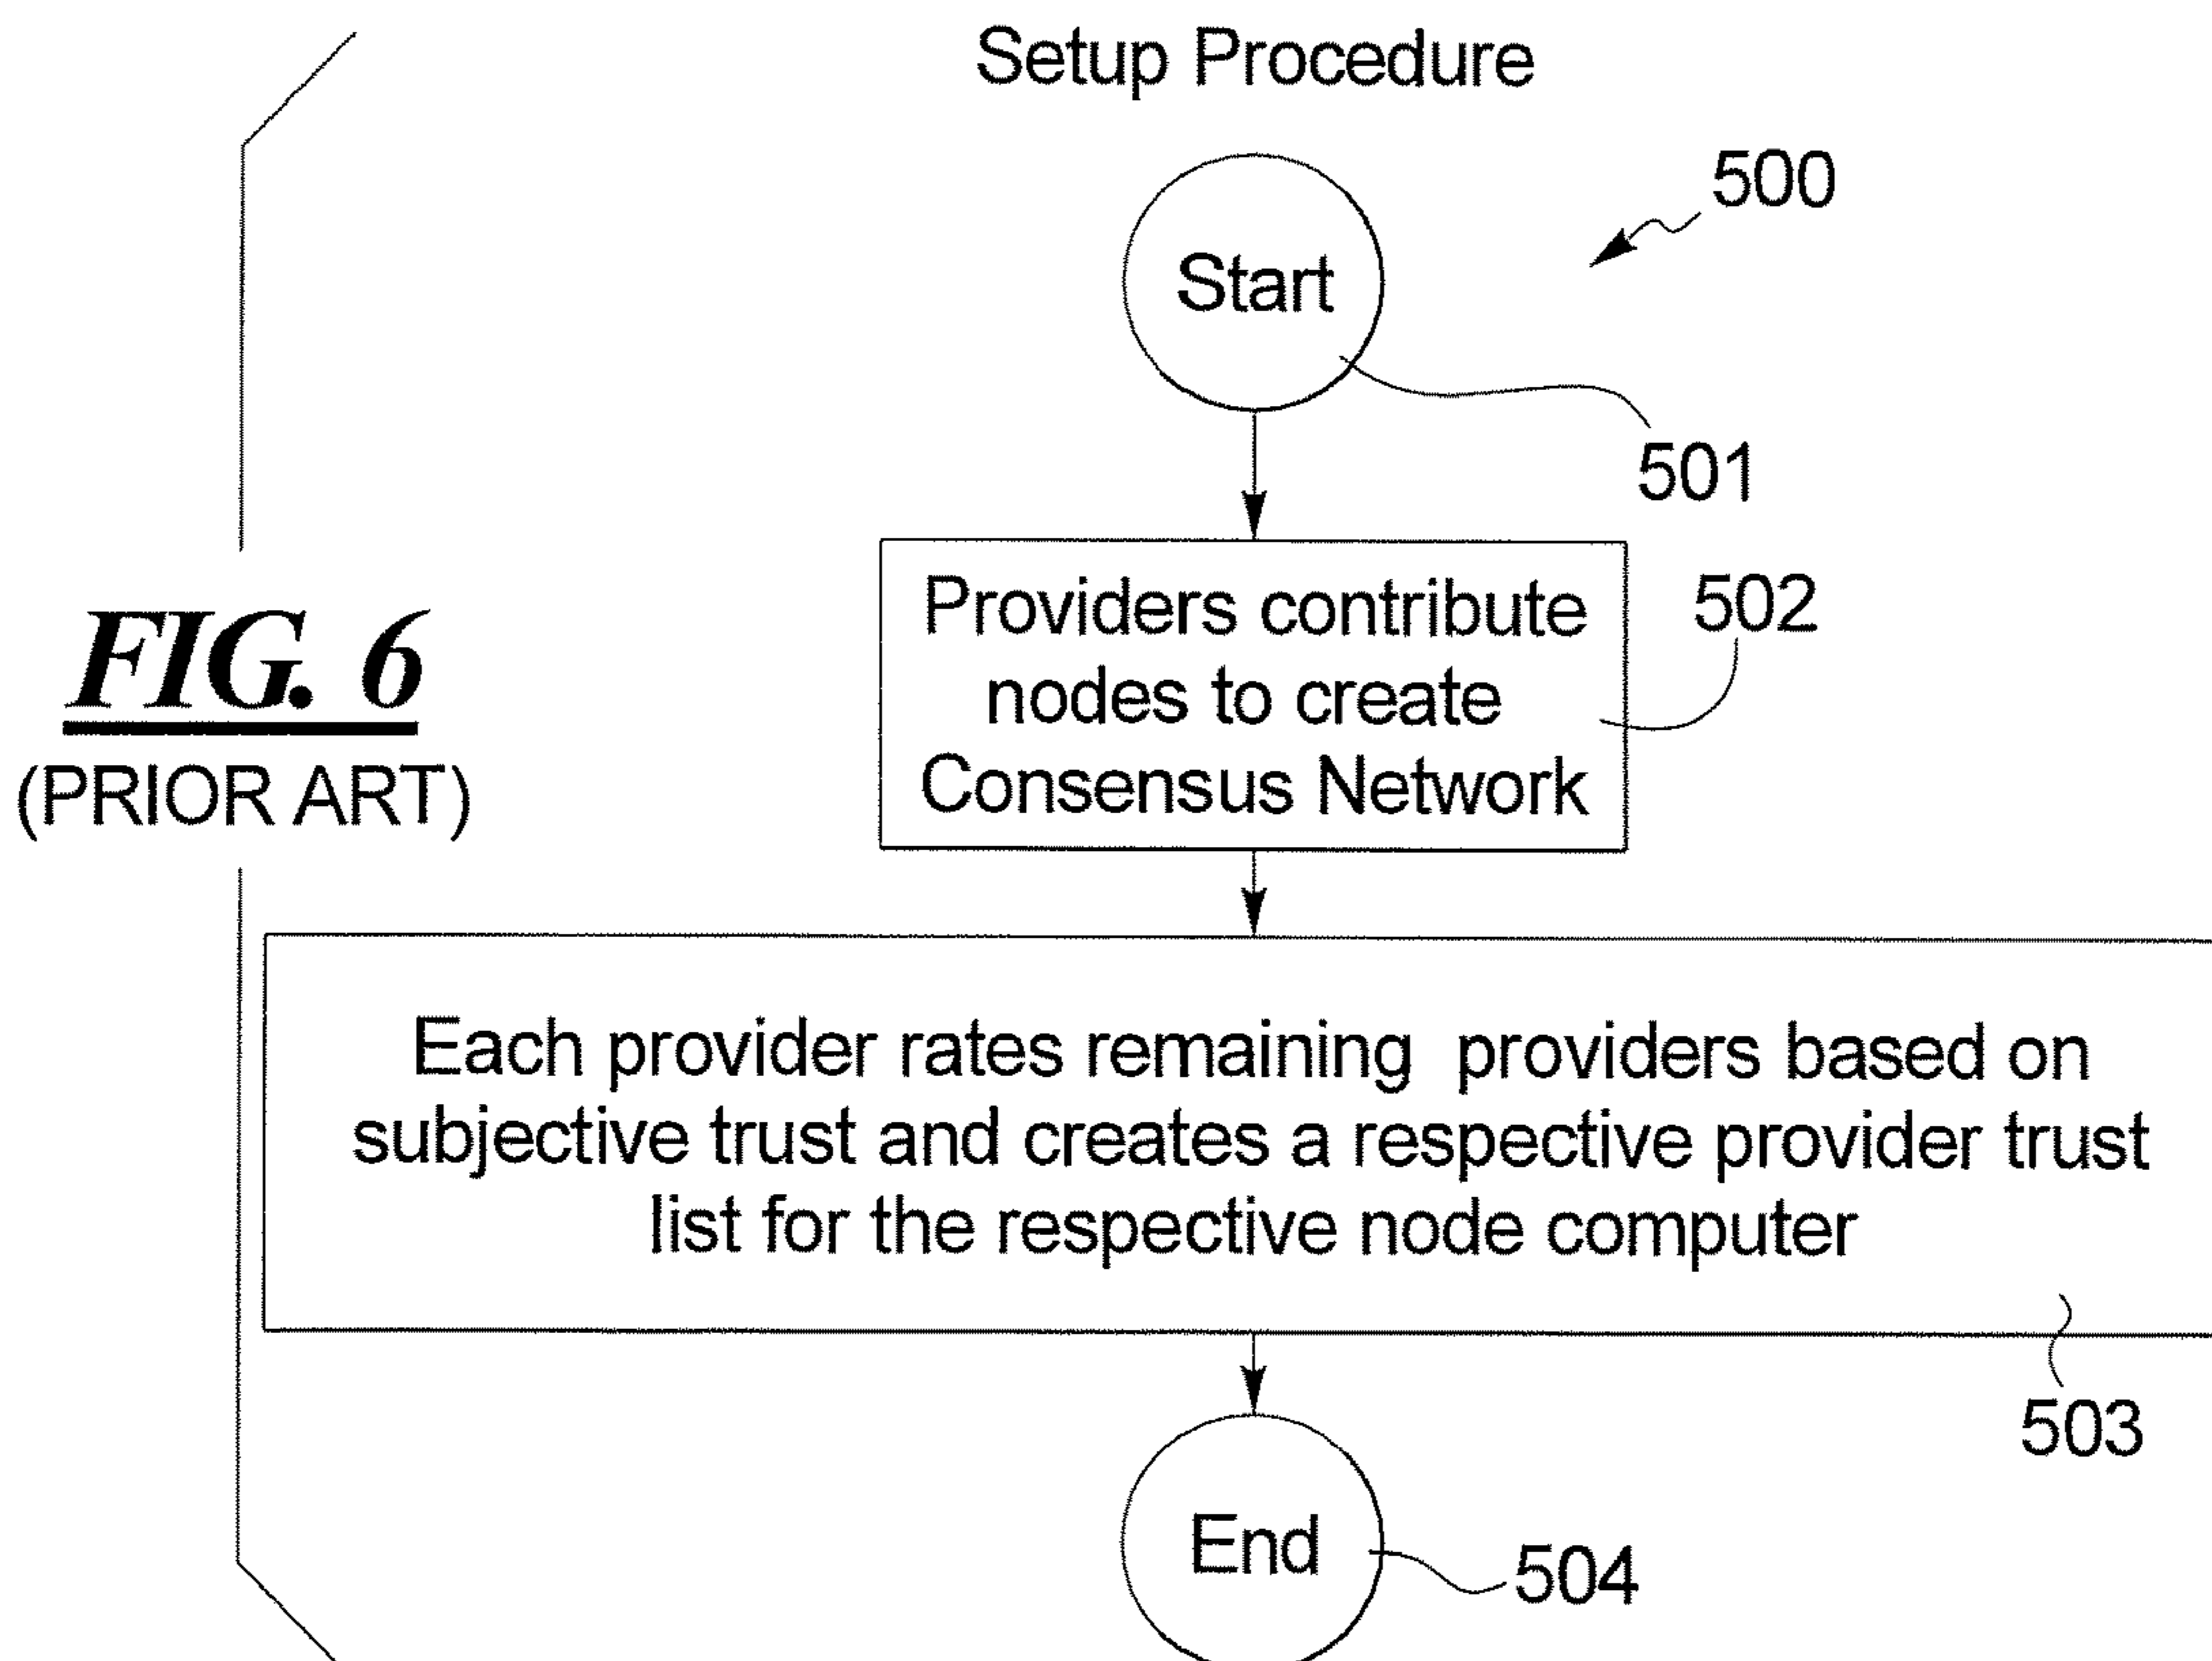 Setup Procedure
500
Start
501
Providers contribute
nodes to create
Consensus Network
502
FIG. 6
(PRIOR ART)
Each provider rates remaining providers based on
subjective trust and creates a respective provider trust
list for the respective node computer
503
End
504